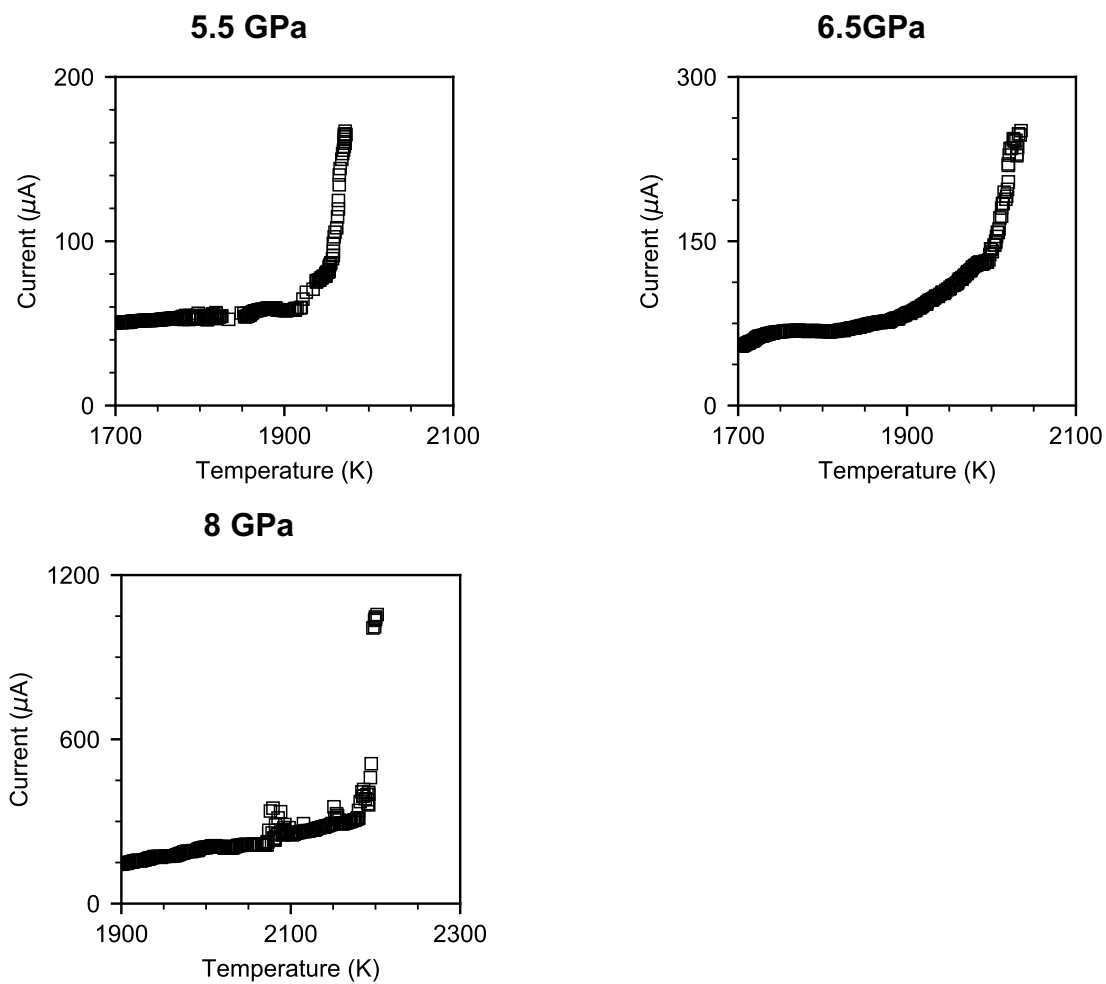 5.5 GPa
200
100
0
Current (μA)
1700
1900
2100
Temperature (K)
6.5GPa
300
150
0
Current (μA)
1700
1900
2100
Temperature (K)
8 GPa
1200
600
0
Current (μA)
1900
2100
2300
Temperature (K)